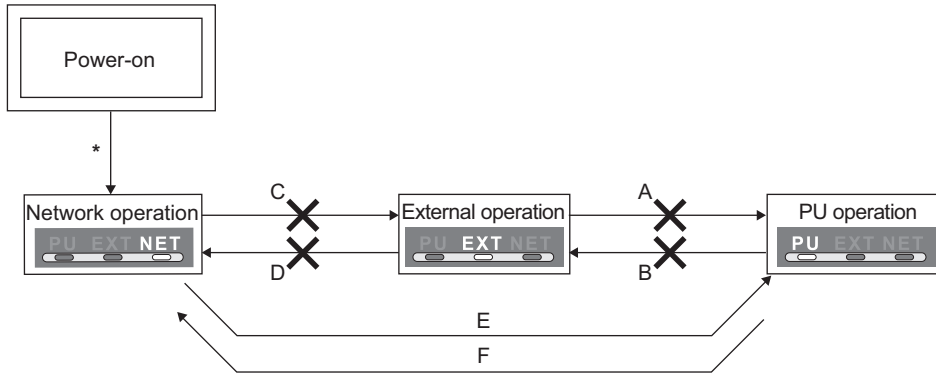 Power-on
*
C
A
Network operation
External operation
PU operation
PU EXT NET
PU EXT NET
PU EXT NET
D
B
E
F